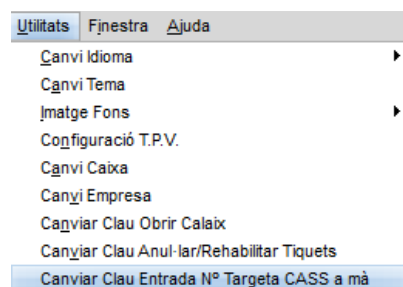 Utilitats Finestra Ajuda
Canvi Idioma
Canvi Tema
Imatge Fons
Configuració T.P.V.
Canvi Caixa
Canvi Empresa
Canviar Clau Obrir Calaix
Canviar Clau Anul·lar/Rehabilitar Tiquets
Canviar Clau Entrada Nº Targeta CASS a mà